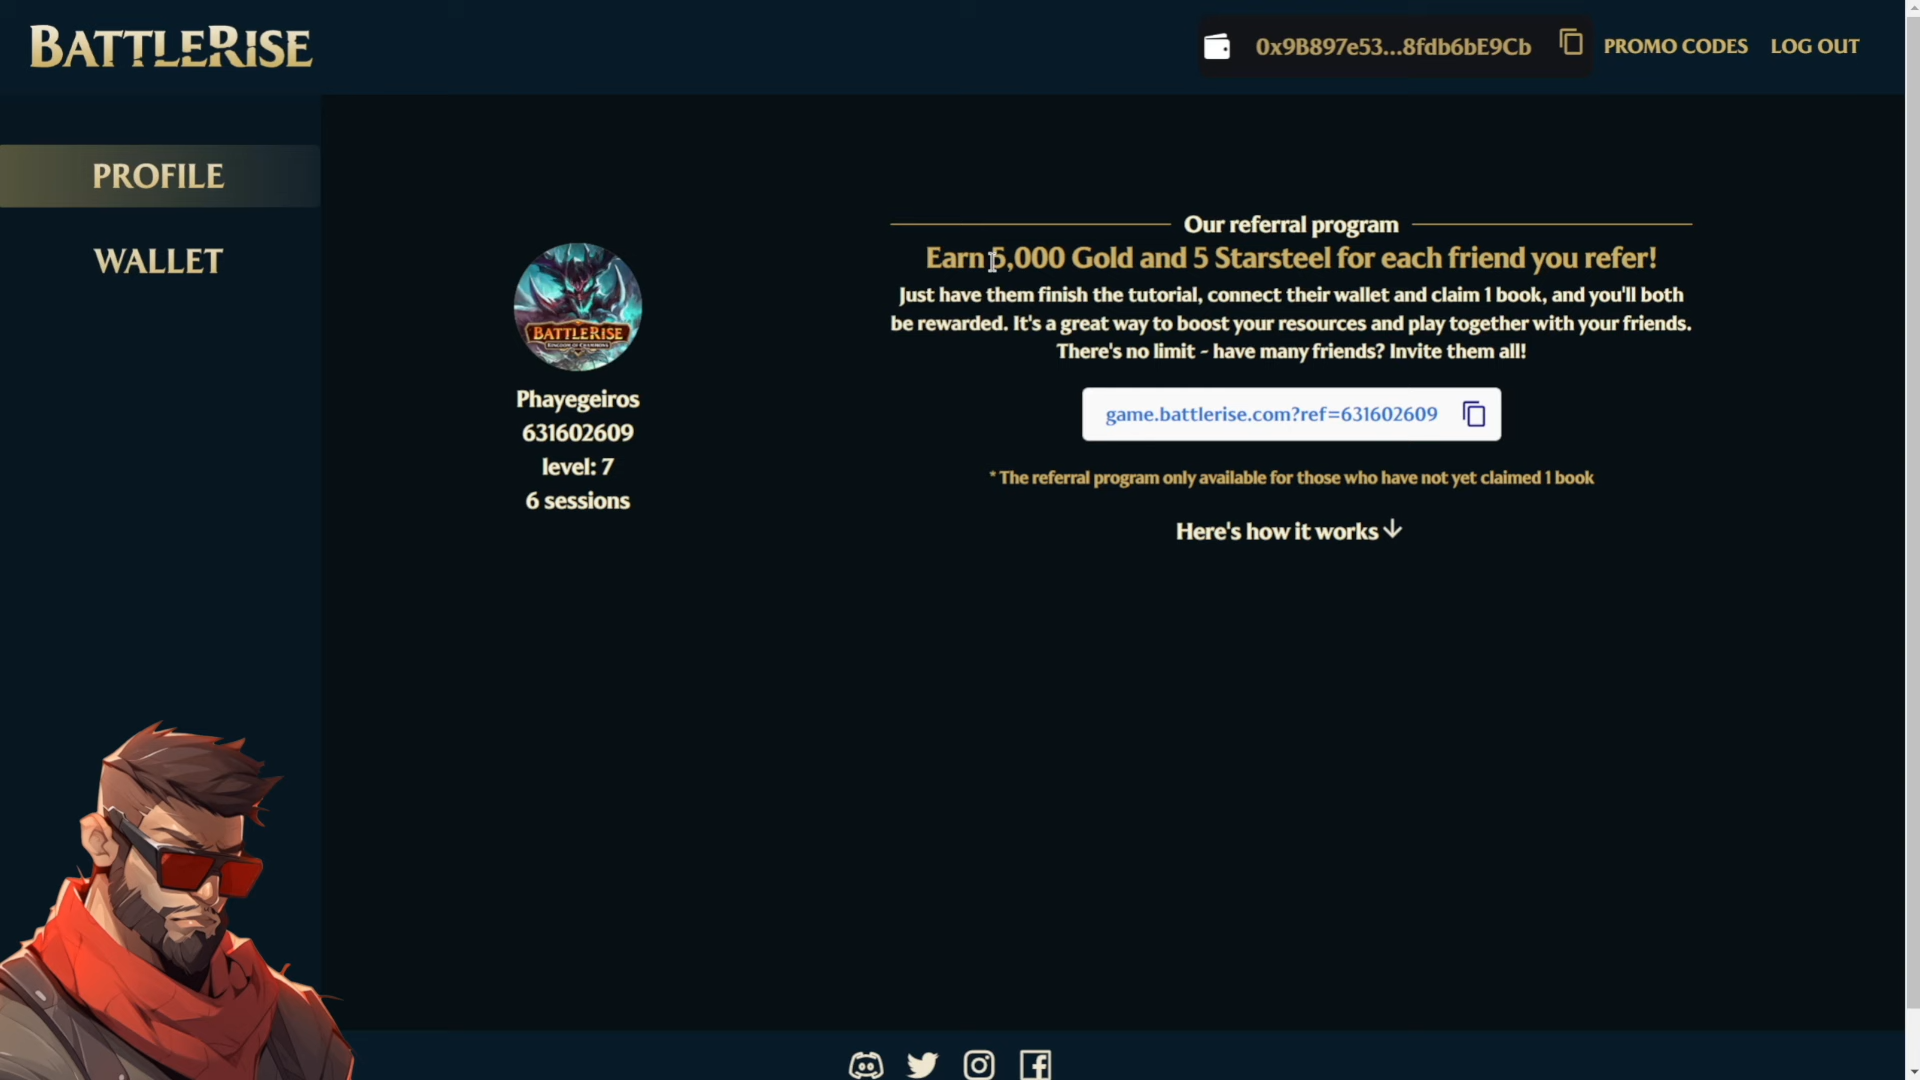 BATTLERISE
0x9B897e53...8fdb6bE9Cb
PROMO CODES
LOG OUT
PROFILE
WALLET
BATTLERISE
KINGDOM OF CHAMPIONS
Phayegeiros
631602609
level: 7
6 sessions
Our referral program
Earn 5,000 Gold and 5 Starsteel for each friend you refer!
Just have them finish the tutorial, connect their wallet and claim 1 book, and you'll both
be rewarded. It's a great way to boost your resources and play together with your friends.
There's no limit - have many friends? Invite them all!
game.battlerise.com?ref=631602609
* The referral program only available for those who have not yet claimed 1 book
Here's how it works